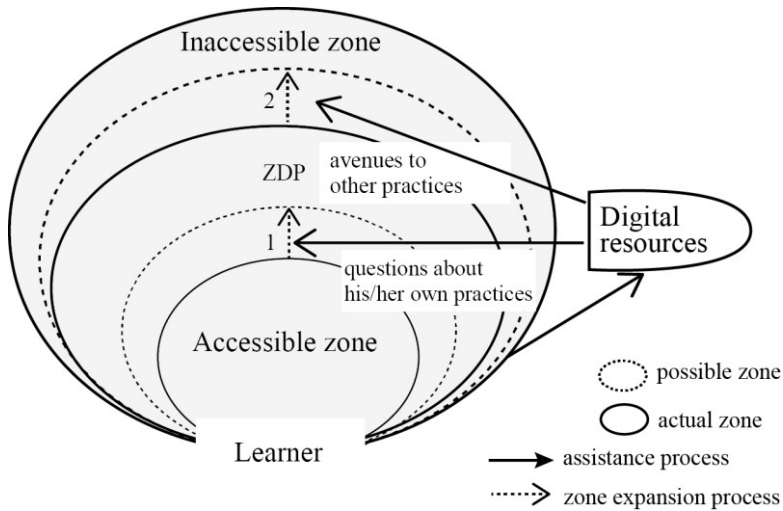 Inaccessible zone
2
ZDP
avenues to
other practices
Digital
resources
1
questions about
his/her own practices
Accessible zone
Learner
possible zone
actual zone
assistance process
zone expansion process